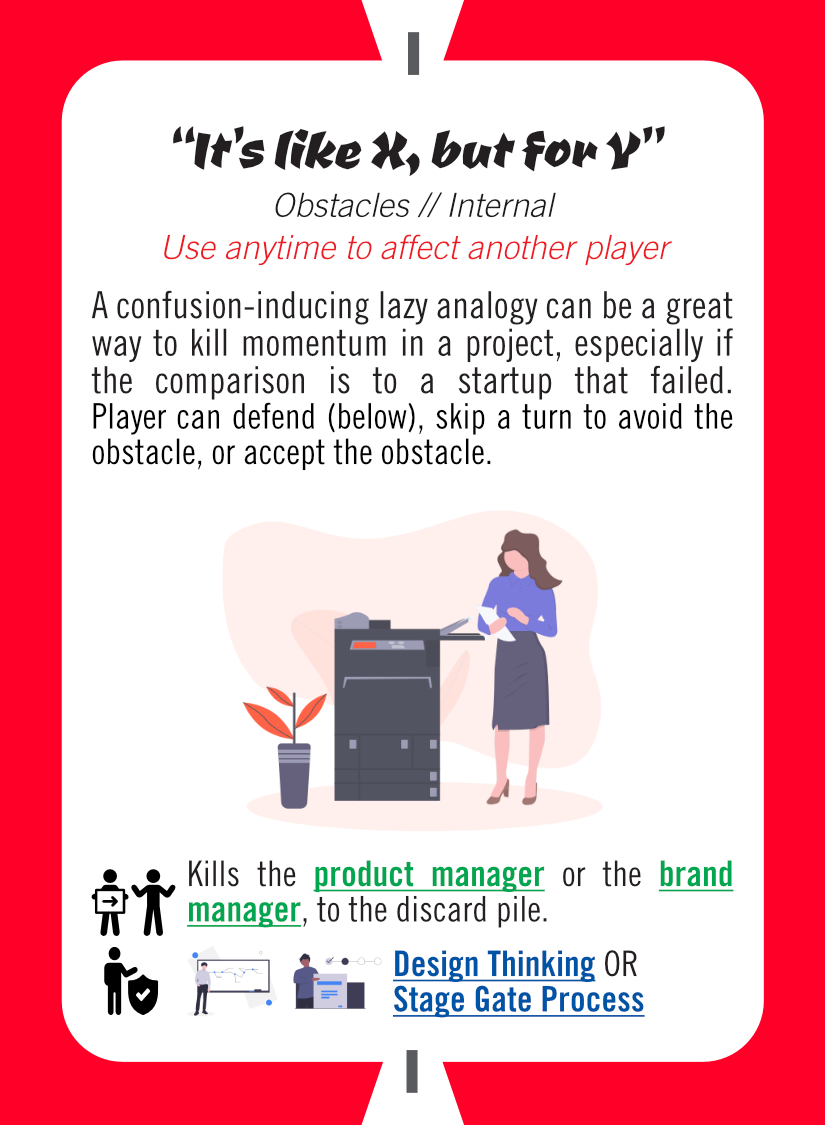 “It’s like X, but for Y”
Obstacles // Internal
Use anytime to affect another player
A confusion-inducing lazy analogy can be a great
way to kill momentum in a project, especially if
the comparison is to a startup that failed.
Player can defend (below), skip a turn to avoid the
obstacle, or accept the obstacle.
Kills the product manager or the brand
manager, to the discard pile.
Design Thinking OR
Stage Gate Process